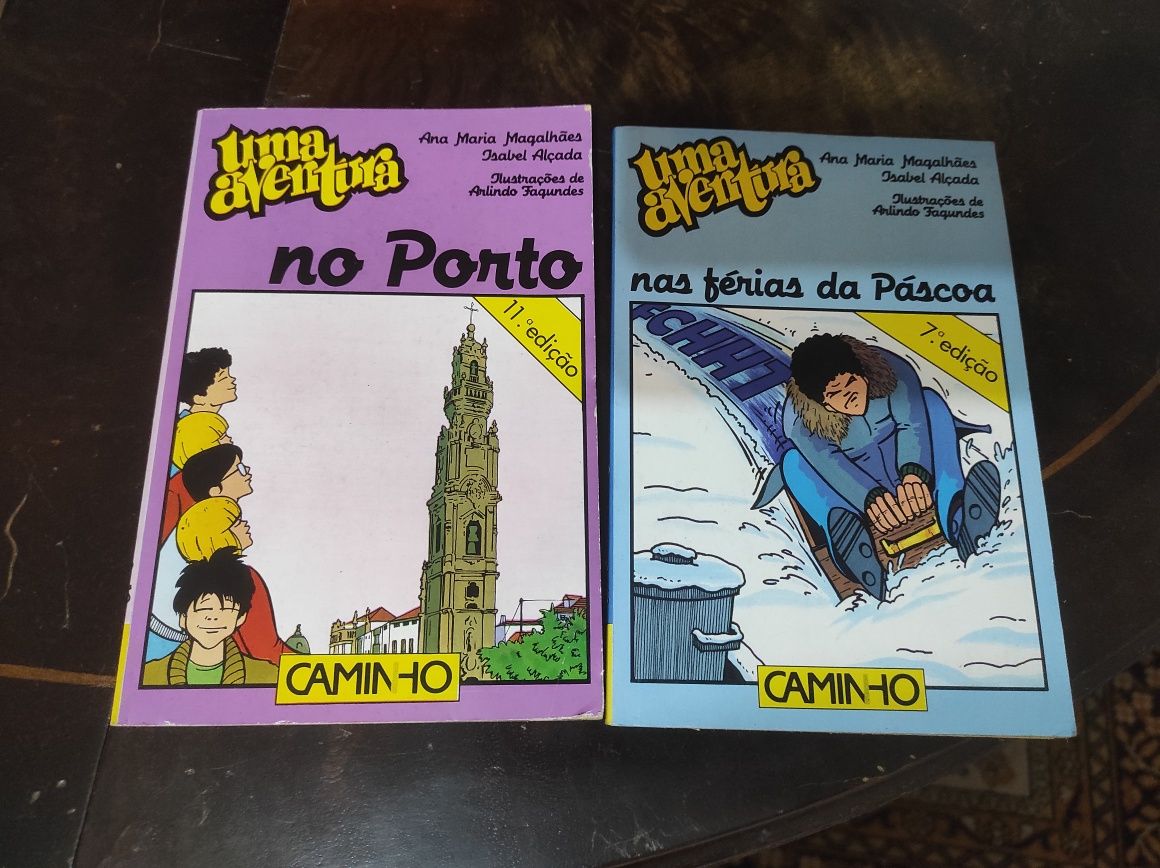 uma
aventura
Ana Maria Magalhães
Isabel Alçada
Ilustrações de
Arlindo Fagundes
no Porto
11.ª edição
CAMINHO
uma
aventura
Ana Maria Magalhães
Isabel Alçada
Ilustrações de
Arlindo Fagundes
nas férias da Páscoa
7.ª edição
FCHHT
CAMINHO